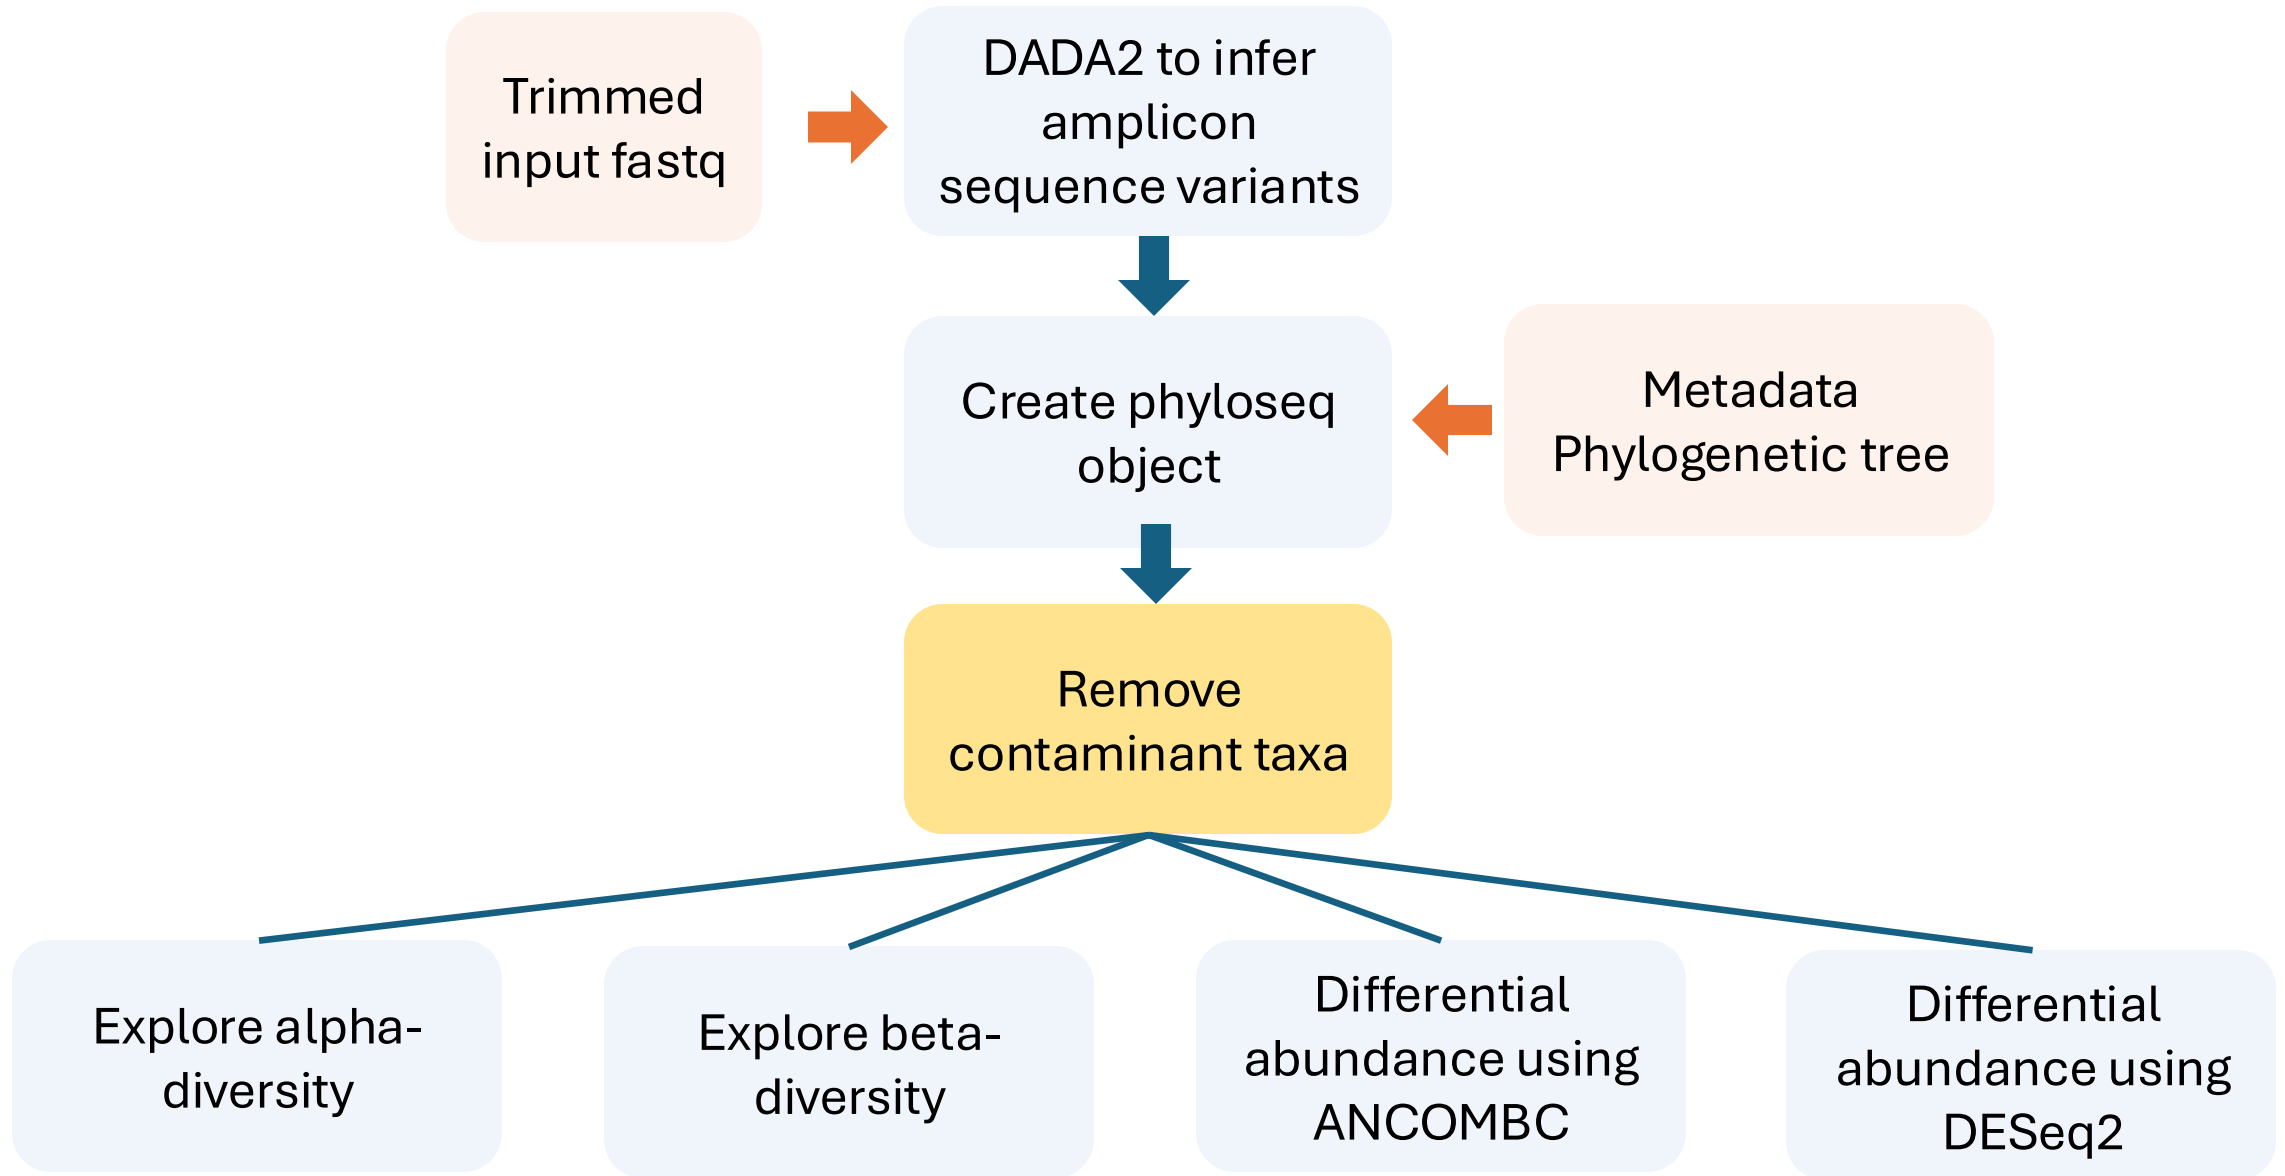 Trimmed
input fastq
DADA2 to infer
amplicon
sequence variants
Create phyloseq
object
Metadata
Phylogenetic tree
Remove
contaminant taxa
Explore alpha-
diversity
Explore beta-
diversity
Differential
abundance using
ANCOMBC
Differential
abundance using
DESeq2